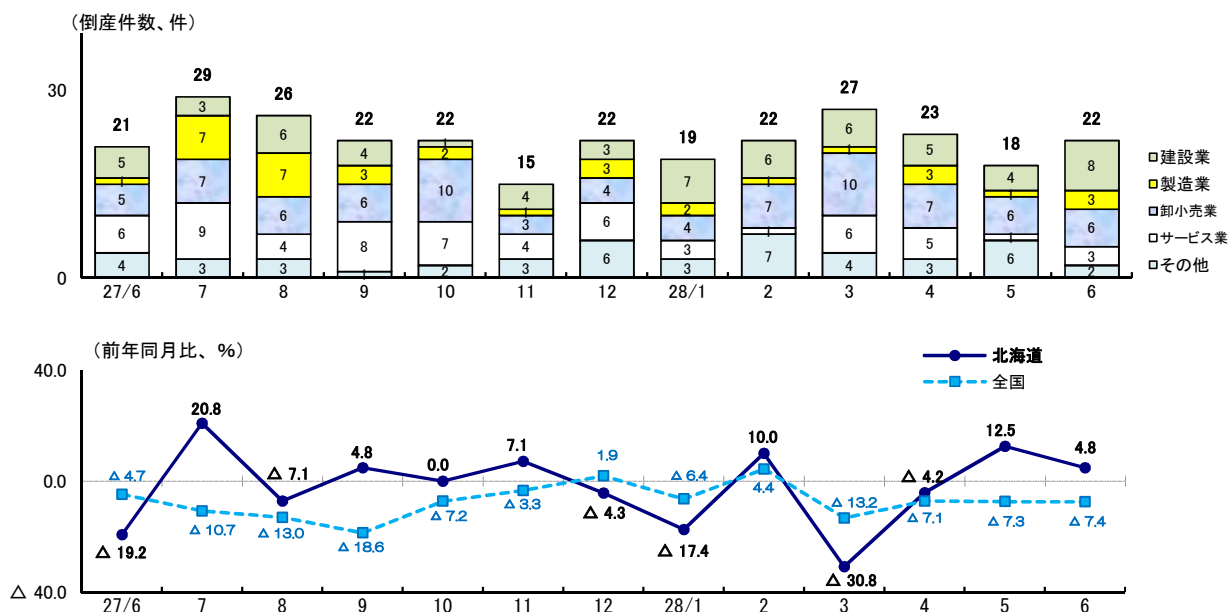 (倒産件数、件)
30
0
21 29 26 22 22 15 22 19 22 27 23 18 22
5 3 6 4 1 4 3 7 6 6 5 4 8
1 7 7 3 2 1 3 2 1 1 3 1 3
5 7 6 6 10 3 4 4 7 10 7 6 6
6 9 4 8 7 4 6 3 1 6 5 1 3
4 3 3 1 2 3 6 3 7 4 3 6 2
27/6 7 8 9 10 11 12 28/1 2 3 4 5 6
建設業
製造業
卸小売業
サービス業
その他
(前年同月比、%)
北海道
全国
40.0
0.0
△ 40.0
△ 19.2 20.8 △ 7.1 4.8 0.0 7.1 △ 4.3 △ 17.4 10.0 △ 30.8 △ 4.2 12.5 4.8
△ 4.7 △ 10.7 △ 13.0 △ 18.6 △ 7.2 △ 3.3 1.9 △ 6.4 4.4 △ 13.2 △ 7.1 △ 7.3 △ 7.4
27/6 7 8 9 10 11 12 28/1 2 3 4 5 6